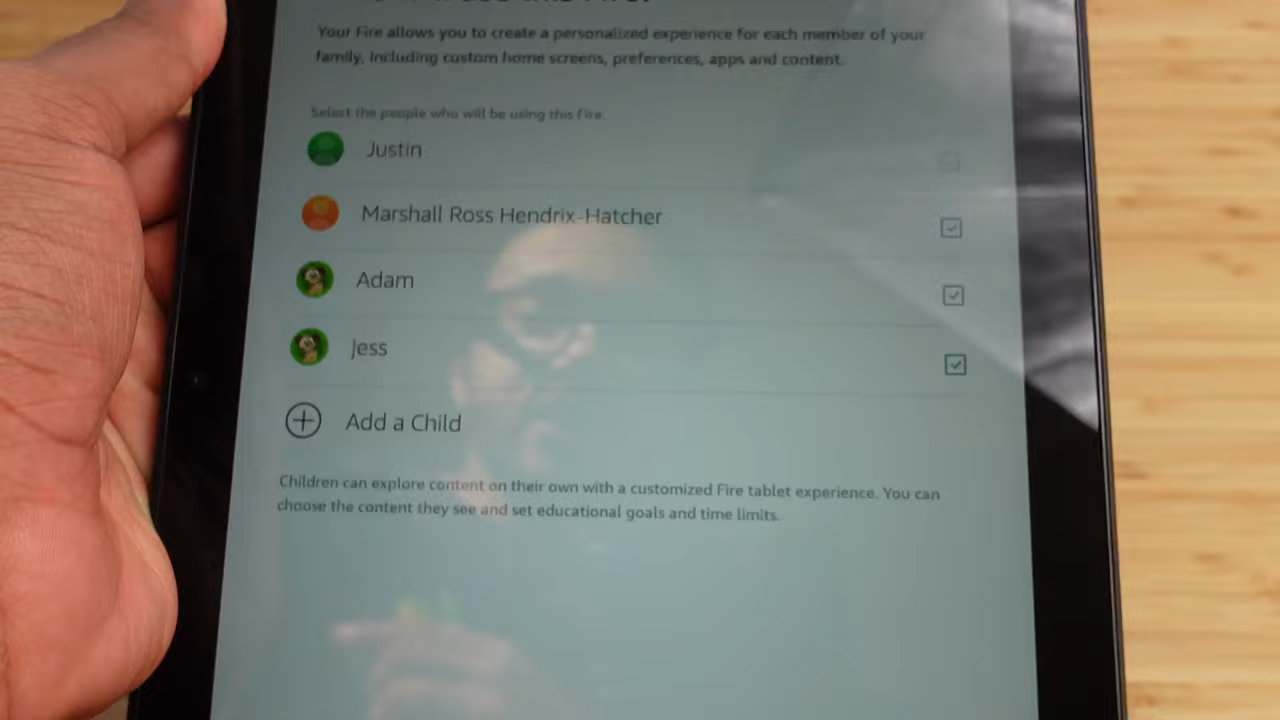 this Fire?
Your Fire allows you to create a personalized experience for each member of your
family, including custom home screens, preferences, apps and content.
Select the people who will be using this Fire.
Justin
Marshall Ross Hendrix-Hatcher
Adam
Jess
Add a Child
Children can explore content on their own with a customized Fire tablet experience. You can
choose the content they see and set educational goals and time limits.